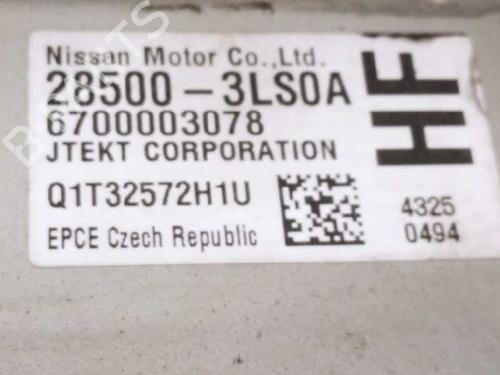 Nissan Motor Co.,Ltd.
28500-3LS0A
6700003078
JTEKT CORPORATION
Q1T32572H1U
EPCE Czech Republic
HF
4325
0494